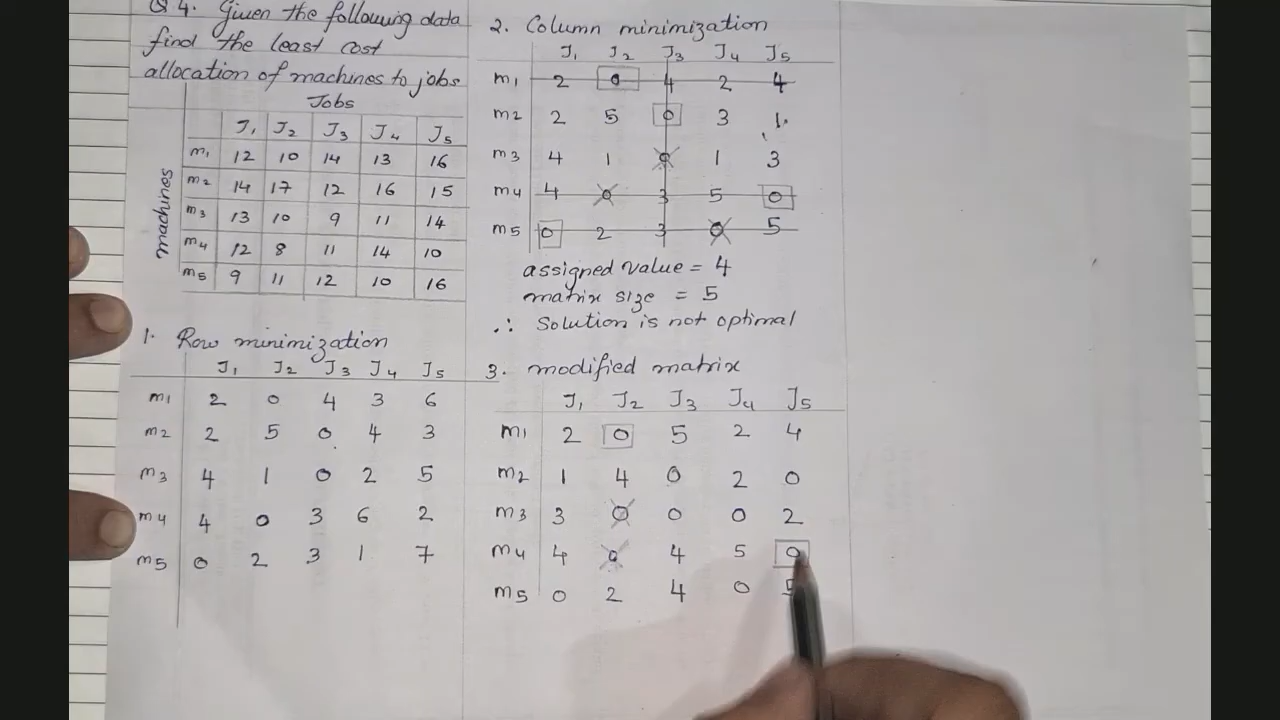 Q 4. Given the following data
find the least cost
allocation of machines to jobs
Jobs
machines
J1 J2 J3 J4 J5
m1 12 10 14 13 16
m2 14 17 12 16 15
m3 13 10 9 11 14
m4 12 8 11 14 10
m5 9 11 12 10 16
1. Row minimization
J1 J2 J3 J4 J5
m1 2 0 4 3 6
m2 2 5 0 4 3
m3 4 1 0 2 5
m4 4 0 3 6 2
m5 0 2 3 1 7
2. Column minimization
J1 J2 J3 J4 J5
m1 2 0 4 2 4
m2 2 5 0 3 1
m3 4 1 0 1 3
m4 4 0 3 5 0
m5 0 2 3 0 5
assigned value = 4
matrix size = 5
∴ Solution is not optimal
3. modified matrix
J1 J2 J3 J4 J5
m1 2 0 5 2 4
m2 1 4 0 2 0
m3 3 0 0 0 2
m4 4 0 4 5 0
m5 0 2 4 0 5